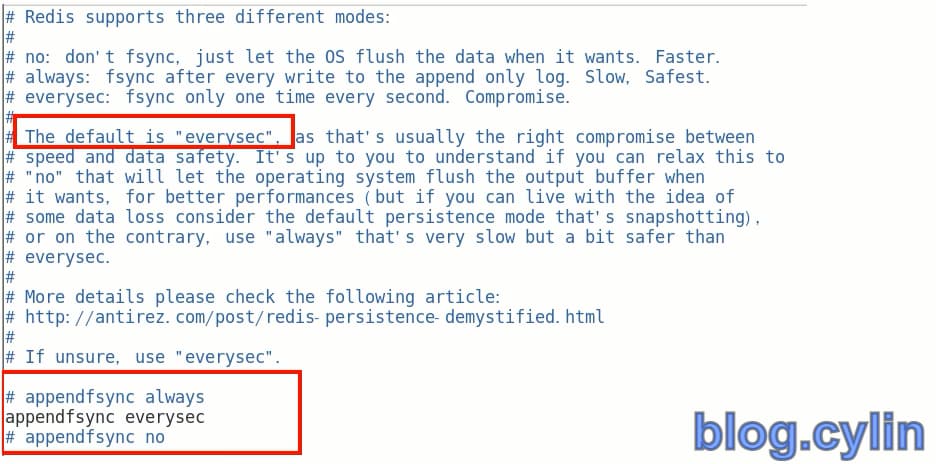 # Redis supports three different modes:
#
# no: don't fsync, just let the OS flush the data when it wants. Faster.
# always: fsync after every write to the append only log. Slow, Safest.
# everysec: fsync only one time every second. Compromise.
#
# The default is "everysec", as that's usually the right compromise between
# speed and data safety. It's up to you to understand if you can relax this to
# "no" that will let the operating system flush the output buffer when
# it wants, for better performances (but if you can live with the idea of
# some data loss consider the default persistence mode that's snapshotting),
# or on the contrary, use "always" that's very slow but a bit safer than
# everysec.
#
# More details please check the following article:
# http://antirez.com/post/redis-persistence-demystified.html
#
# If unsure, use "everysec".
# appendfsync always
appendfsync everysec
# appendfsync no
blog.cylin